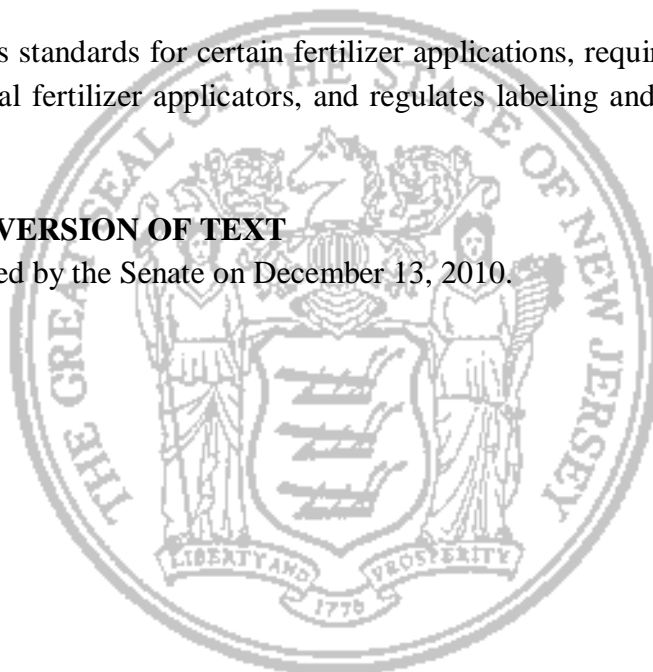 s standards for certain fertilizer applications, requir
al fertilizer applicators, and regulates labeling and
VERSION OF TEXT
ed by the Senate on December 13, 2010.
THE GREAT SEAL OF THE STATE OF NEW JERSEY
LIBERTY AND PROSPERITY
1776